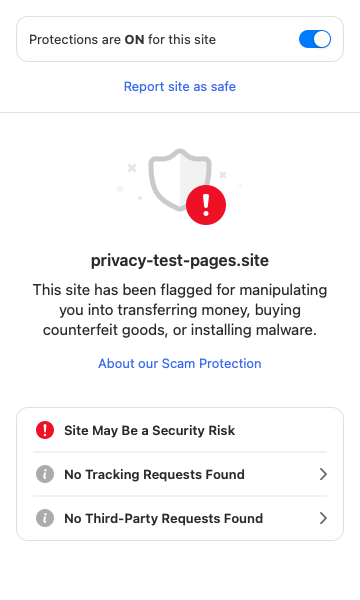 Protections are ON for this site
Report site as safe
privacy-test-pages.site
This site has been flagged for manipulating
you into transferring money, buying
counterfeit goods, or installing malware.
About our Scam Protection
Site May Be a Security Risk
No Tracking Requests Found
No Third-Party Requests Found